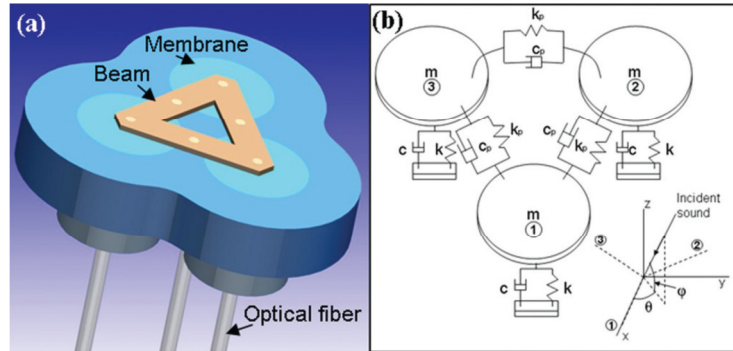 (a)
Membrane
Beam
Optical fiber
(b)
kₚ
cₚ
m
③
m
②
c
k
cₚ
kₚ
cₚ
kₚ
c
k
m
①
c
k
Incident
sound
z
③
②
y
φ
θ
①
x